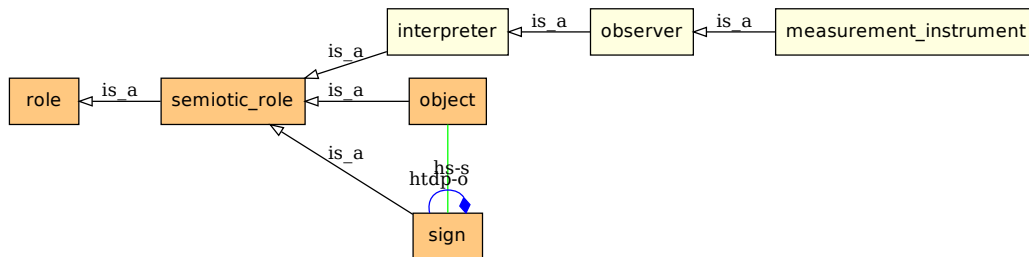 interpreter
is_a
observer
is_a
measurement_instrument
is_a
role
is_a
semiotic_role
is_a
object
is_a
hs-s
htdp-o
sign